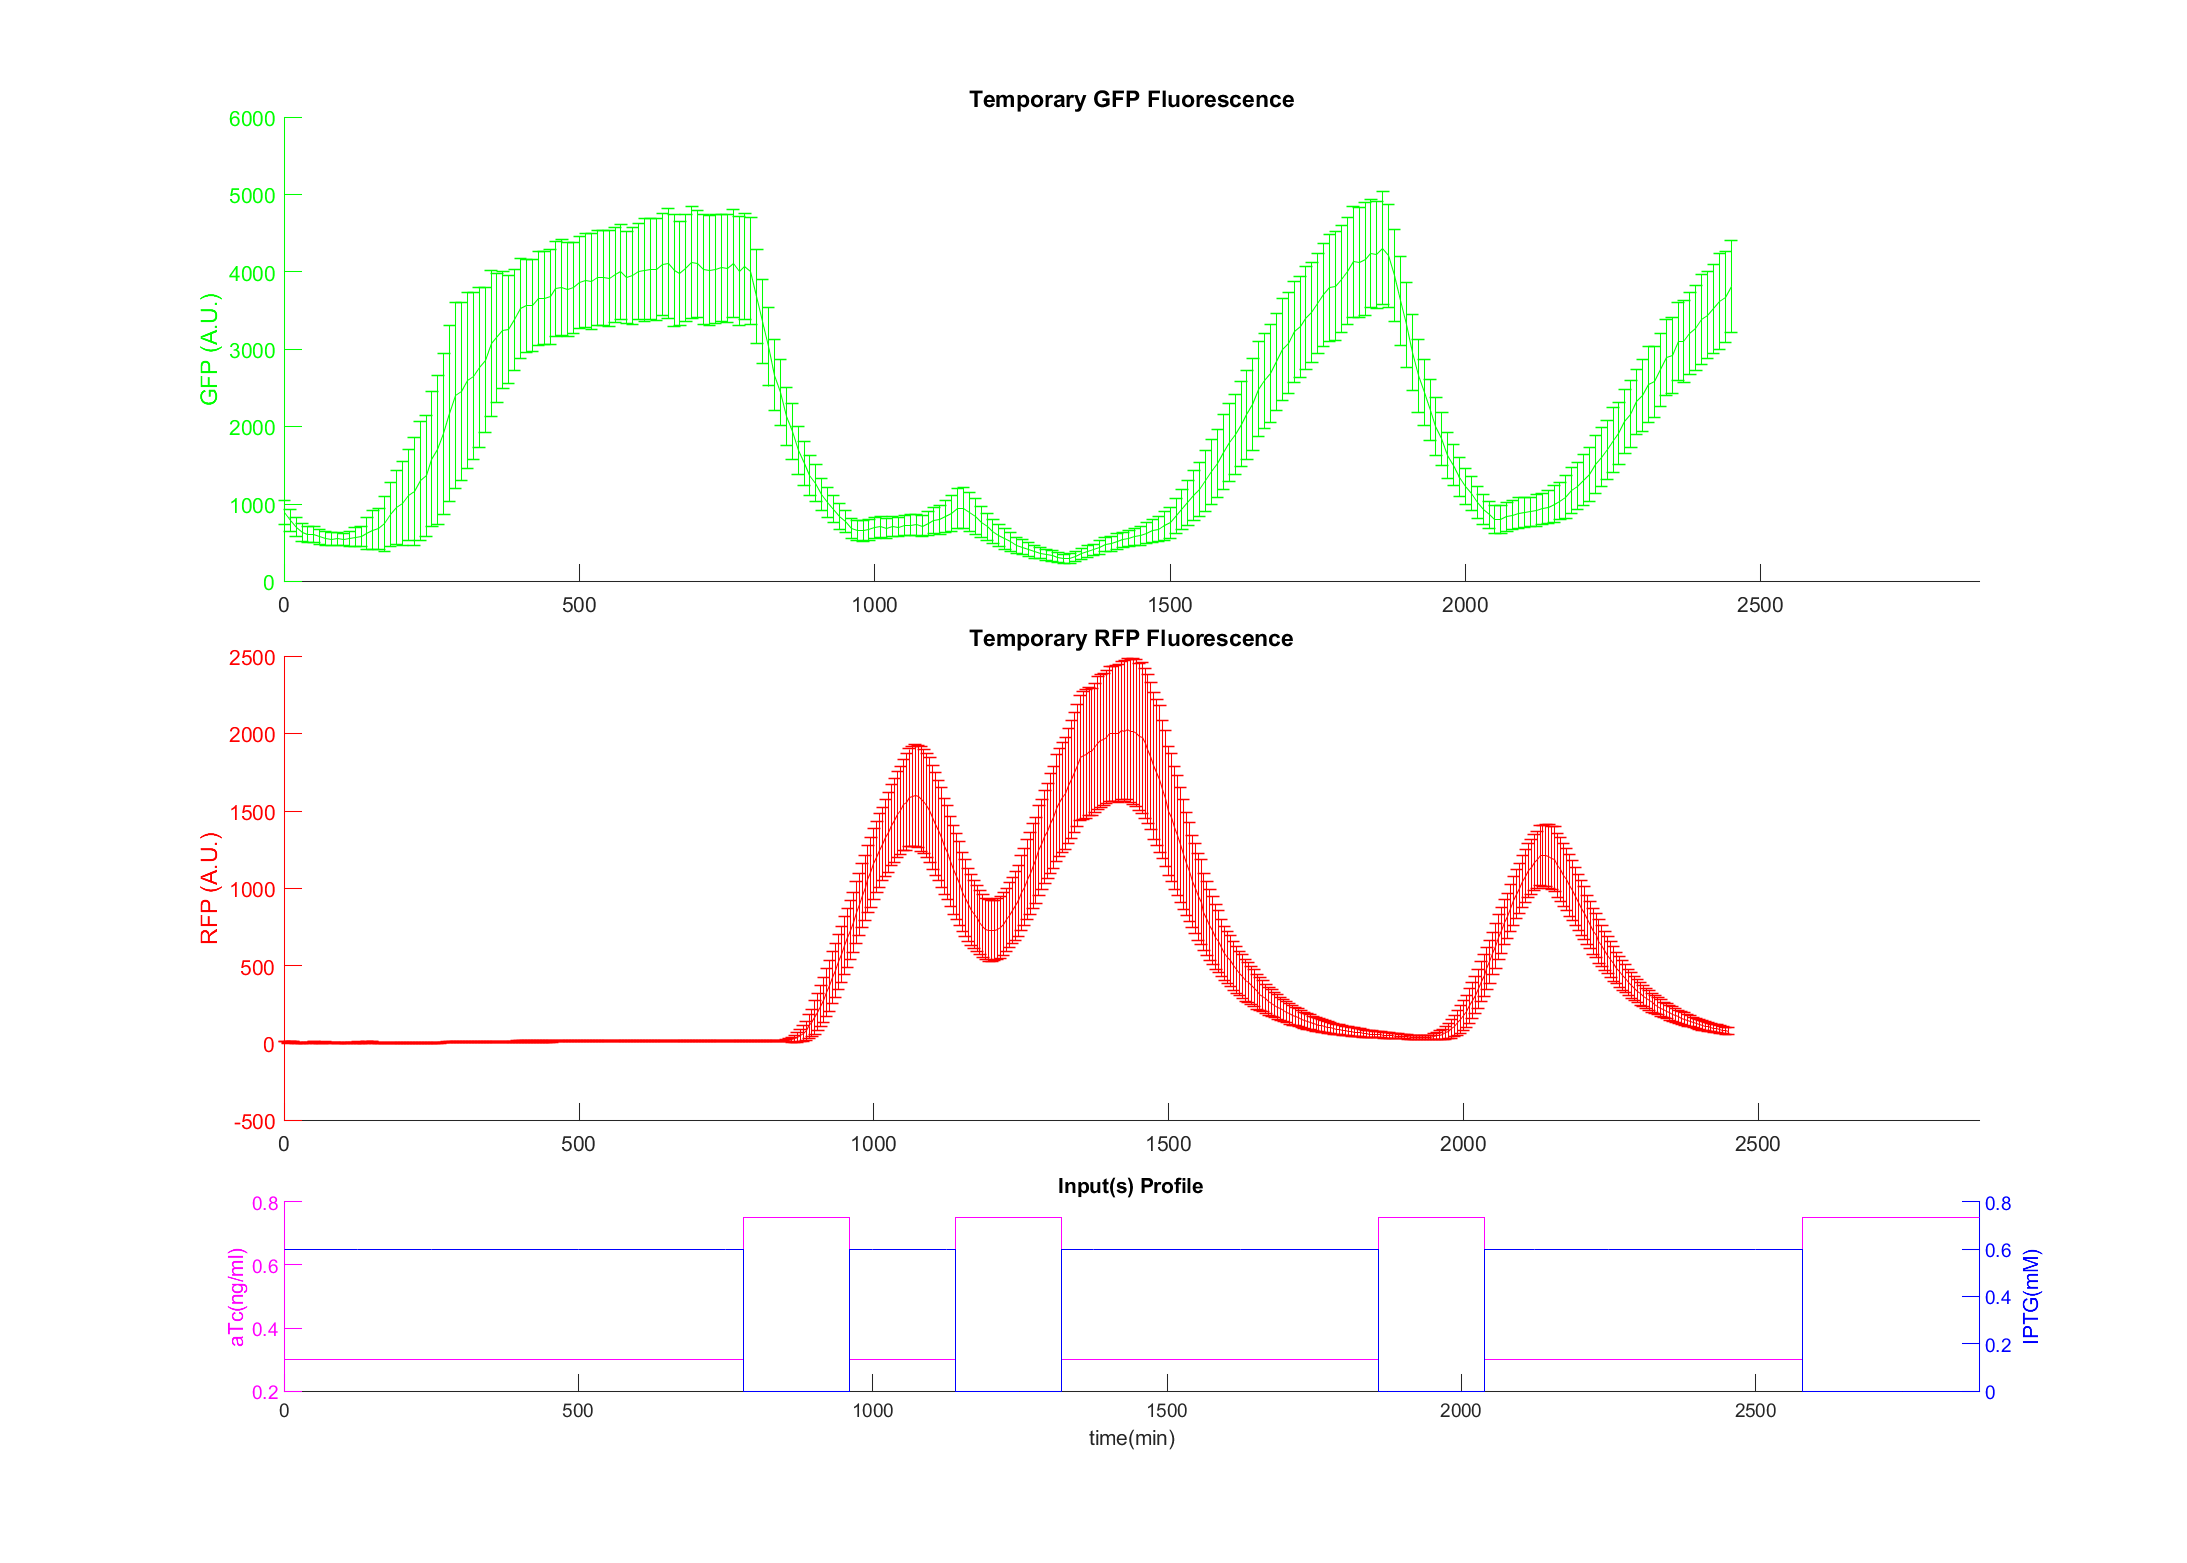 Temporary GFP Fluorescence
6000
5000
4000
3000
2000
1000
0
GFP (A.U.)
0 500 1000 1500 2000 2500
Temporary RFP Fluorescence
2500
2000
1500
1000
500
0
-500
RFP (A.U.)
0 500 1000 1500 2000 2500
Input(s) Profile
0.8
0.6
0.4
0.2
aTc(ng/ml)
0.8
0.6
0.4
0.2
0
IPTG(mM)
0 500 1000 1500 2000 2500
time(min)